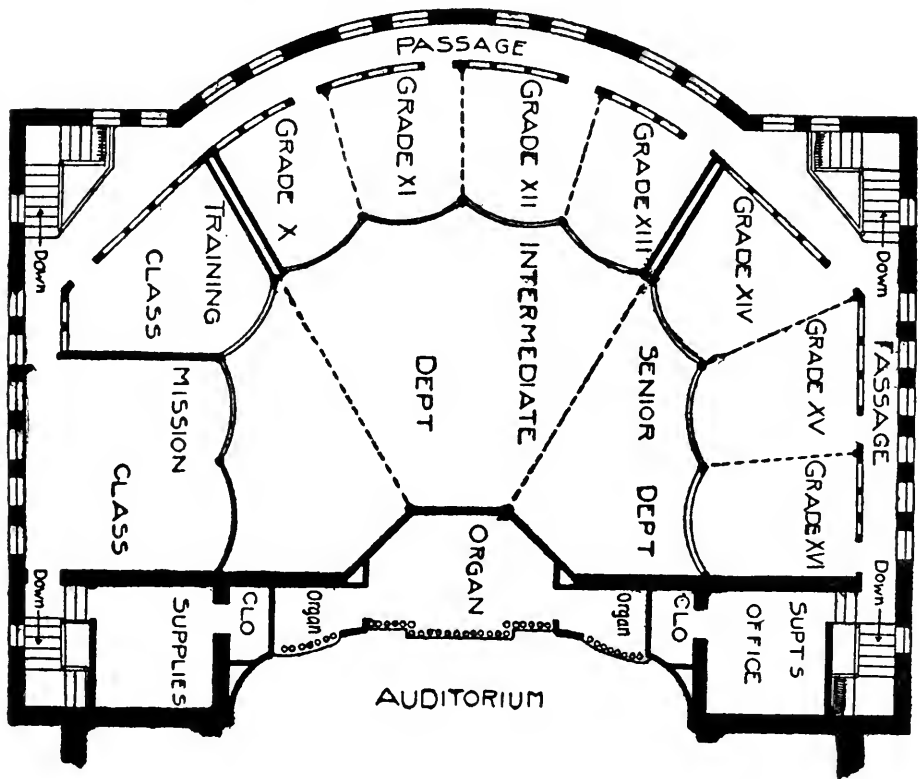 PASSAGE
GRADE X
GRADE XI
GRADE XII
GRADE XIII
GRADE XIV
GRADE XV
GRADE XVI
PASSAGE
TRAINING
CLASS
MISSION
CLASS
INTERMEDIATE
DEPT
SENIOR
DEPT
Down
Down
Down
Down
ORGAN
Organ
Organ
CLO
CLO
SUPPLIES
SUPTS
OFFICE
AUDITORIUM